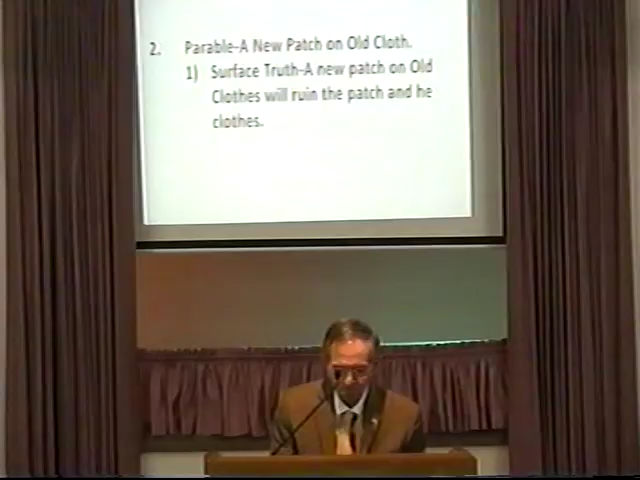 2. Parable-A New Patch on Old Cloth.
1) Surface Truth-A new patch on Old
Clothes will ruin the patch and he
clothes.